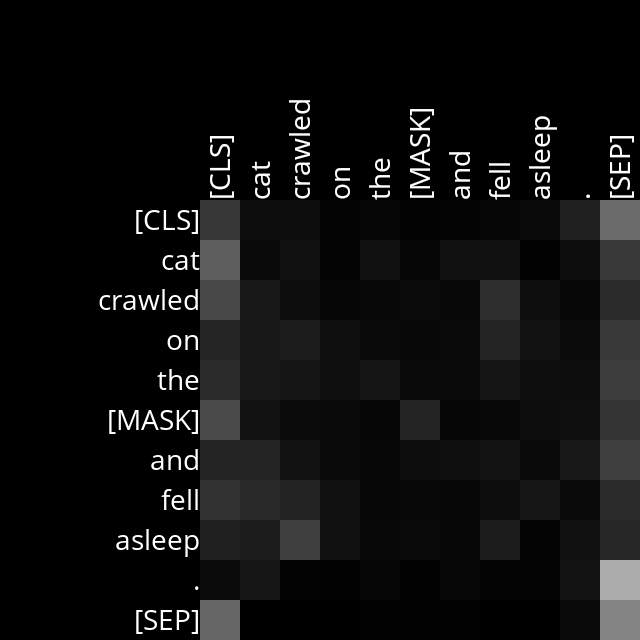 [CLS] cat crawled on the [MASK] and fell asleep . [SEP]
[CLS]
cat
crawled
on
the
[MASK]
and
fell
asleep
.
[SEP]